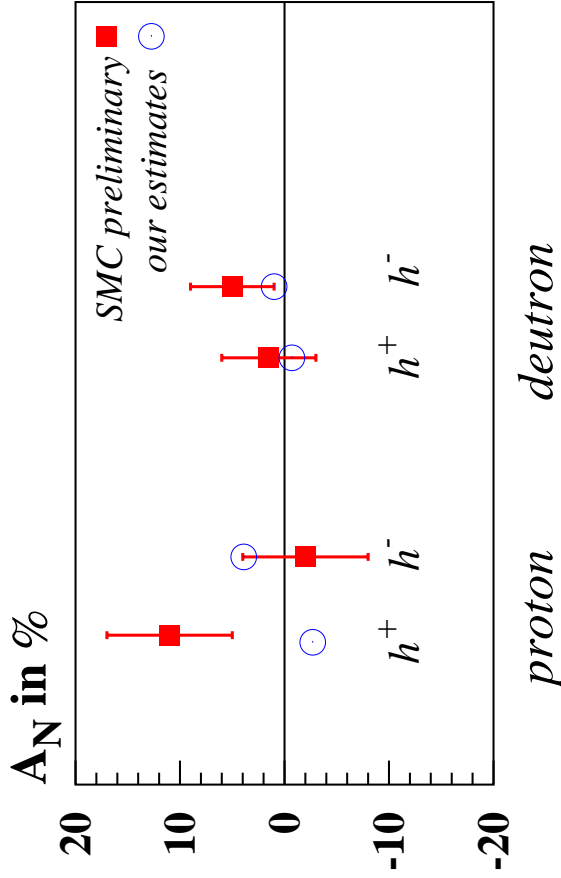 A_N in %
SMC preliminary
our estimates
20
10
0
-10
-20
h^+ h^- h^+ h^-
proton deutron